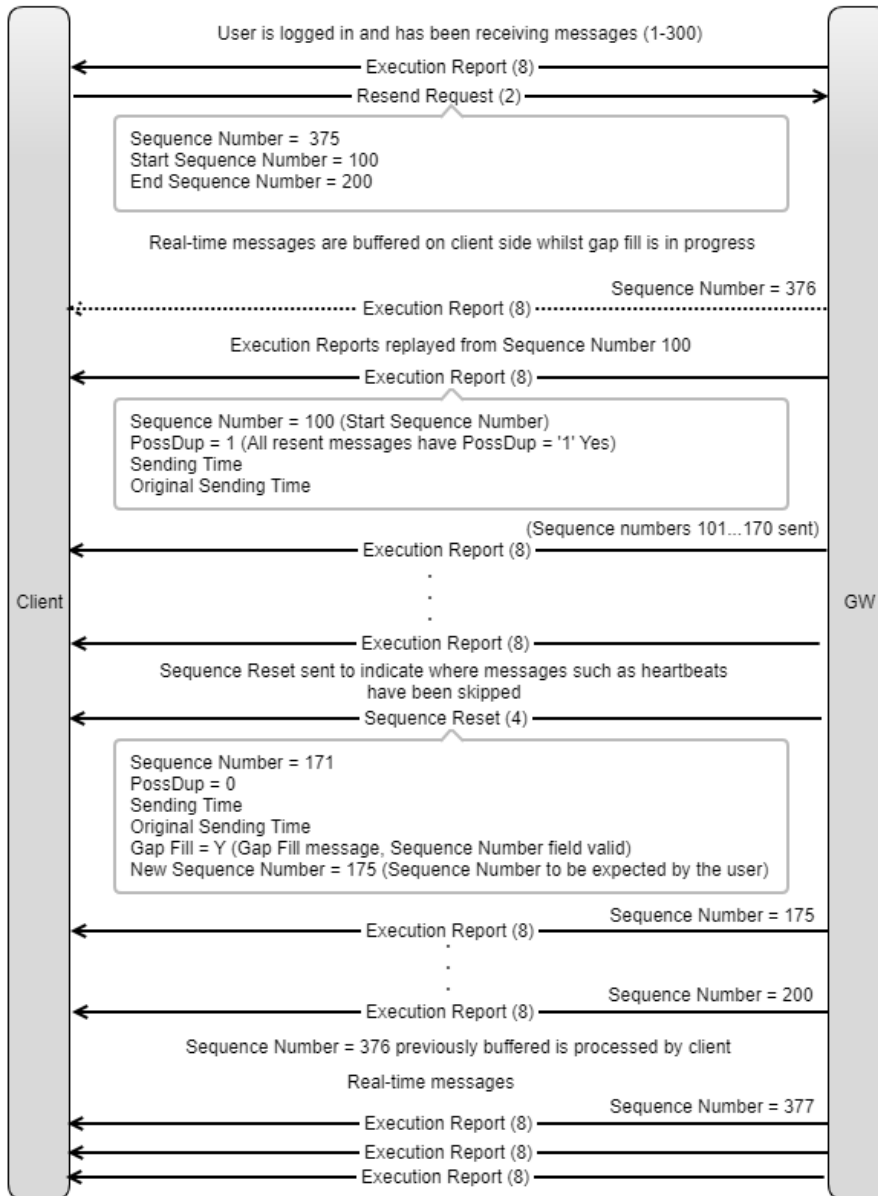 User is logged in and has been receiving messages (1-300)
Execution Report (8)
Resend Request (2)
Sequence Number =  375
Start Sequence Number = 100
End Sequence Number = 200
Real-time messages are buffered on client side whilst gap fill is in progress
Sequence Number = 376
Execution Report (8)
Execution Reports replayed from Sequence Number 100
Execution Report (8)
Sequence Number = 100 (Start Sequence Number)
PossDup = 1 (All resent messages have PossDup = '1' Yes)
Sending Time
Original Sending Time
(Sequence numbers 101...170 sent)
Execution Report (8)
.
.
.
Client
GW
Execution Report (8)
Sequence Reset sent to indicate where messages such as heartbeats
have been skipped
Sequence Reset (4)
Sequence Number = 171
PossDup = 0
Sending Time
Original Sending Time
Gap Fill = Y (Gap Fill message, Sequence Number field valid)
New Sequence Number = 175 (Sequence Number to be expected by the user)
Sequence Number = 175
Execution Report (8)
.
.
.
Sequence Number = 200
Execution Report (8)
Sequence Number = 376 previously buffered is processed by client
Real-time messages
Sequence Number = 377
Execution Report (8)
Execution Report (8)
Execution Report (8)